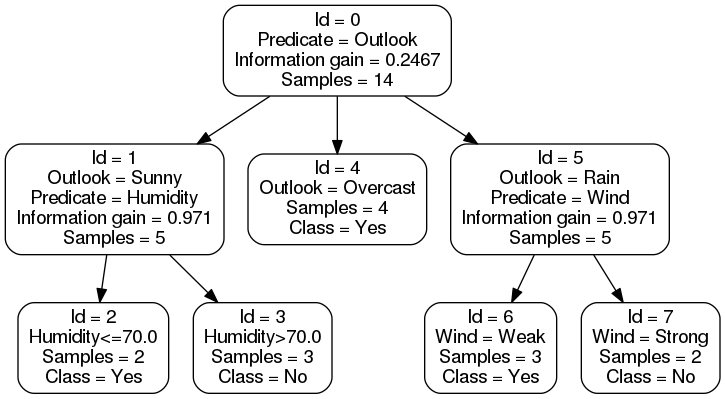 Id = 0
Predicate = Outlook
Information gain = 0.2467
Samples = 14
Id = 1
Outlook = Sunny
Predicate = Humidity
Information gain = 0.971
Samples = 5
Id = 4
Outlook = Overcast
Samples = 4
Class = Yes
Id = 5
Outlook = Rain
Predicate = Wind
Information gain = 0.971
Samples = 5
Id = 2
Humidity<=70.0
Samples = 2
Class = Yes
Id = 3
Humidity>70.0
Samples = 3
Class = No
Id = 6
Wind = Weak
Samples = 3
Class = Yes
Id = 7
Wind = Strong
Samples = 2
Class = No